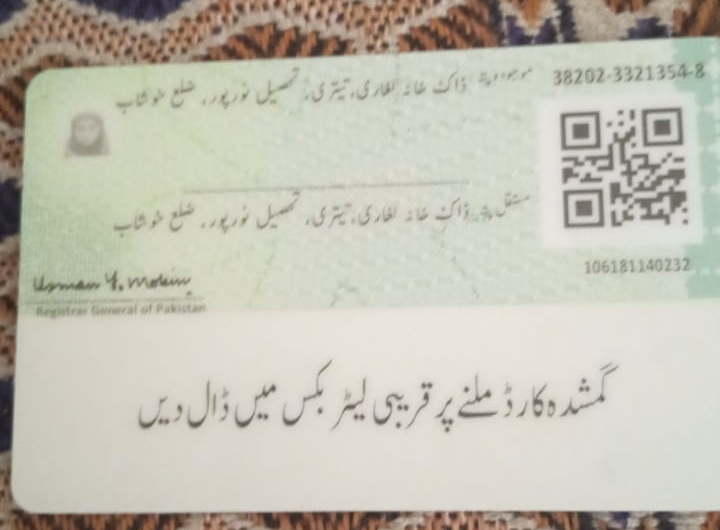 38202-3321354-8
موجودہ پتہ ڈاک خانہ لغاری، تیتری، تحصیل نورپور، ضلع خوشاب
مستقل پتہ ڈاک خانہ لغاری، تیتری، تحصیل نورپور، ضلع خوشاب
106181140232
Usman Y. Mobin
Registrar General of Pakistan
گمشدہ کارڈ ملنے پر قریبی لیٹر بکس میں ڈال دیں